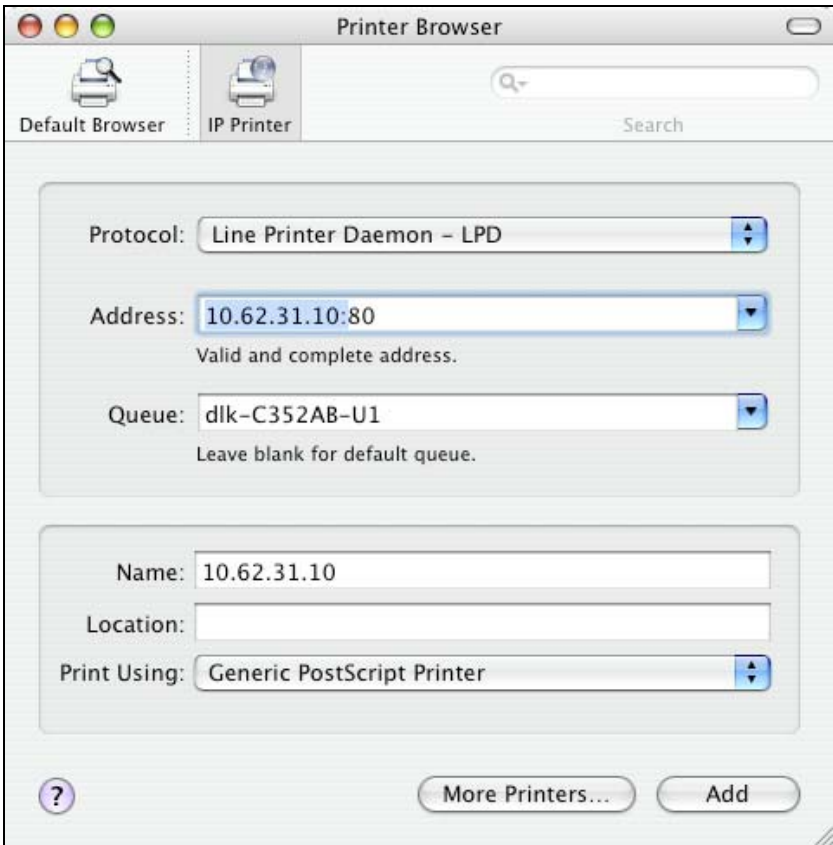 Printer Browser
Default Browser
IP Printer
Search
Protocol: Line Printer Daemon – LPD
Address: 10.62.31.10:80
Valid and complete address.
Queue: dlk-C352AB-U1
Leave blank for default queue.
Name: 10.62.31.10
Location:
Print Using: Generic PostScript Printer
?
More Printers...
Add